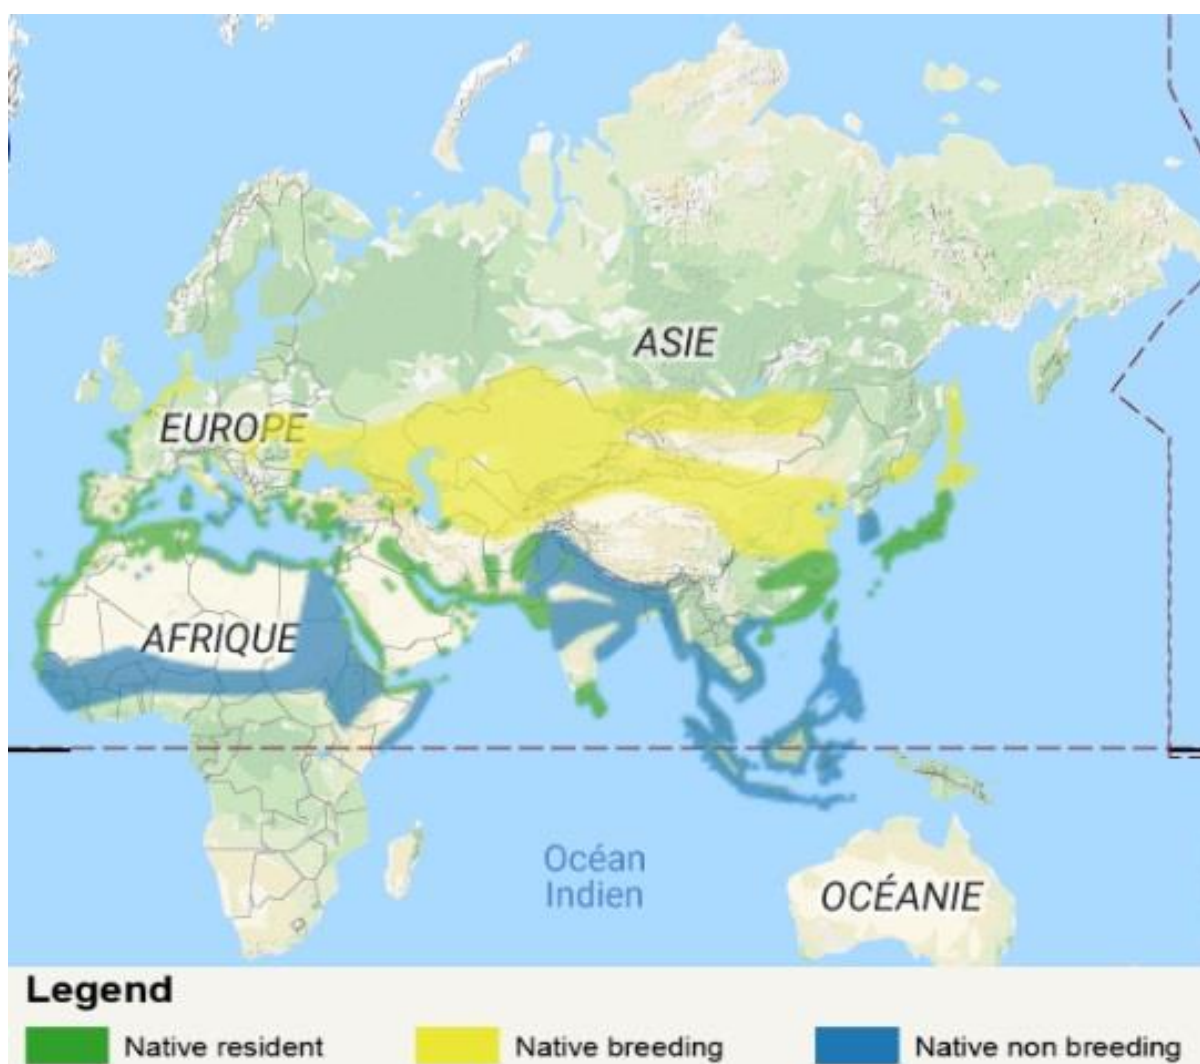 ASIE
EUROPE
AFRIQUE
Océan
Indien
OCÉANIE
Legend
Native resident
Native breeding
Native non breeding